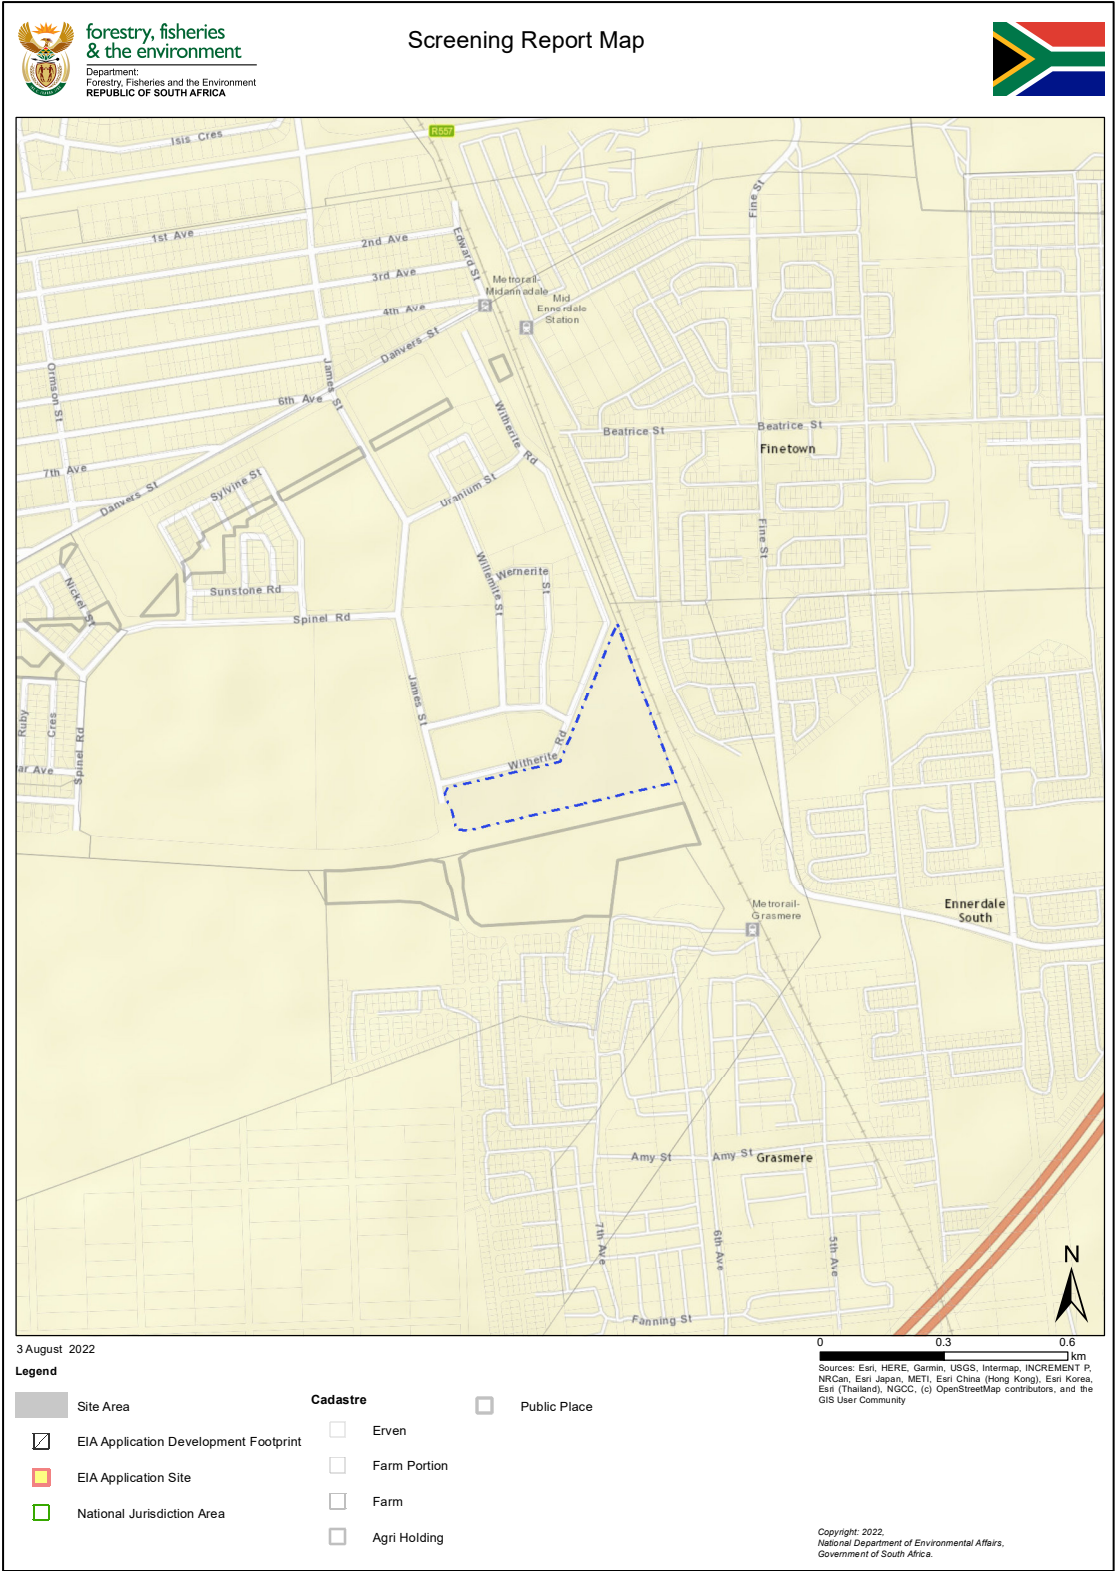 forestry, fisheries
& the environment
Department:
Forestry, Fisheries and the Environment
REPUBLIC OF SOUTH AFRICA
Screening Report Map
R557
Isis Cres
1st Ave
2nd Ave
3rd Ave
4th Ave
Edward St
Fine St
Metrorail-
Midannadale
Mid
Ennerdale
Station
Danvers St
James St
Ormson St
6th Ave
7th Ave
Danvers St
Witherite Rd
Beatrice St
Beatrice St
Finetown
Sylvine St
Uranium St
Fine St
Nickel St
Sunstone Rd
Spinel Rd
Willemite St
Wernerite
St
James St
Ruby
Cres
Spinel Rd
ar Ave
Witherite
Rd
Metrorail-
Grasmere
Ennerdale
South
Amy St
Amy St
Grasmere
7th Ave
6th Ave
5th Ave
Fanning St
N
3 August 2022
0
0.3
0.6
km
Sources: Esri, HERE, Garmin, USGS, Intermap, INCREMENT P,
NRCan, Esri Japan, METI, Esri China (Hong Kong), Esri Korea,
Esri (Thailand), NGCC, (c) OpenStreetMap contributors, and the
GIS User Community
Legend
Site Area
EIA Application Development Footprint
EIA Application Site
National Jurisdiction Area
Cadastre
Erven
Farm Portion
Farm
Agri Holding
Public Place
Copyright: 2022,
National Department of Environmental Affairs,
Government of South Africa.